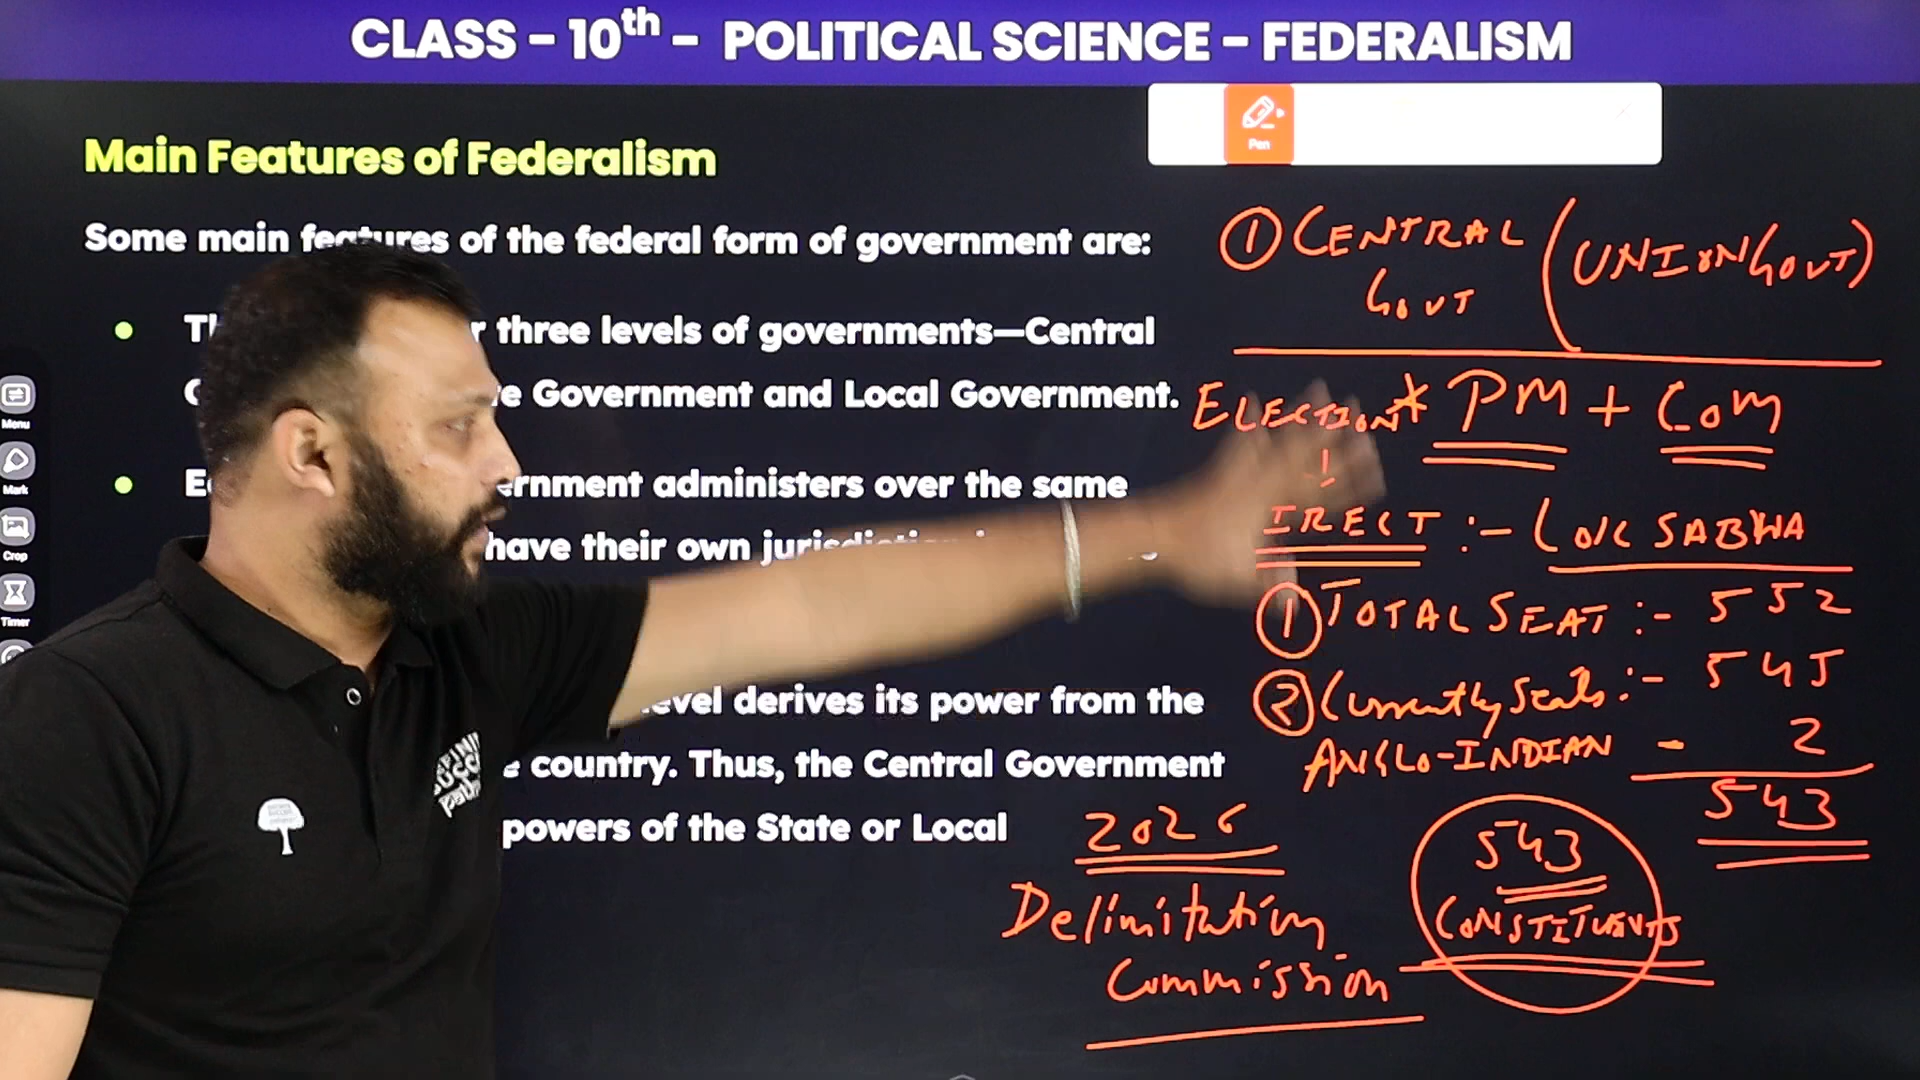 CLASS - 10th - POLITICAL SCIENCE - FEDERALISM
Main Features of Federalism
Some main features of the federal form of government are:
three levels of governments—Central
Government and Local Government.
administers over the same
have their own
level derives its power from the
country. Thus, the Central Government
powers of the State or Local
Menu
Mark
Crop
Timer
Pen
① CENTRAL GOVT (UNION GOVT)
ELECTION * PM + COM
IRECT :- LOK SABHA
① TOTAL SEAT :- 552
② Currently Seats :- 545
ANGLO-INDIAN - 2
543
543
CONSTITUENTS
2026
Delimitation
Commission